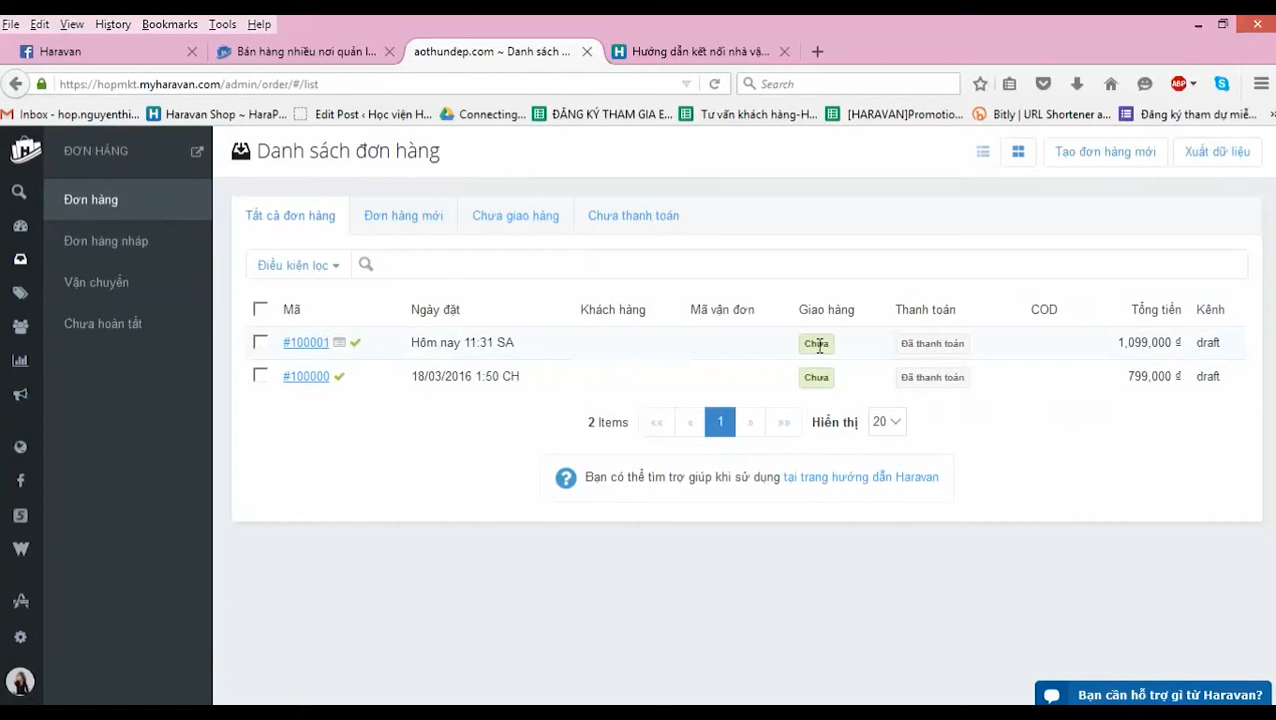 File Edit View History Bookmarks Tools Help
Haravan
Bán hàng nhiều nơi quản l...
aothundep.com ~ Danh sách ...
Hướng dẫn kết nối nhà vậ...
https://hopmkt.myharavan.com/admin/order/#/list
Search
ABP
Inbox - hop.nguyenthi...
Haravan Shop ~ HaraP...
Edit Post ‹ Học viện H...
Connecting...
ĐĂNG KÝ THAM GIA E...
Tư vấn khách hàng-H...
[HARAVAN]Promotio...
Bitly | URL Shortener a...
Đăng ký tham dự miễ...
ĐƠN HÀNG
Đơn hàng
Đơn hàng nháp
Vận chuyển
Chưa hoàn tất
Danh sách đơn hàng
Tạo đơn hàng mới
Xuất dữ liệu
Tất cả đơn hàng Đơn hàng mới Chưa giao hàng Chưa thanh toán
Điều kiện lọc
Mã Ngày đặt Khách hàng Mã vận đơn Giao hàng Thanh toán COD Tổng tiền Kênh
#100001 Hôm nay 11:31 SA Chưa Đã thanh toán 1,099,000 ₫ draft
#100000 18/03/2016 1:50 CH Chưa Đã thanh toán 799,000 ₫ draft
2 Items «« « 1 » »» Hiển thị 20
Bạn có thể tìm trợ giúp khi sử dụng tại trang hướng dẫn Haravan
Bạn cần hỗ trợ gì từ Haravan?